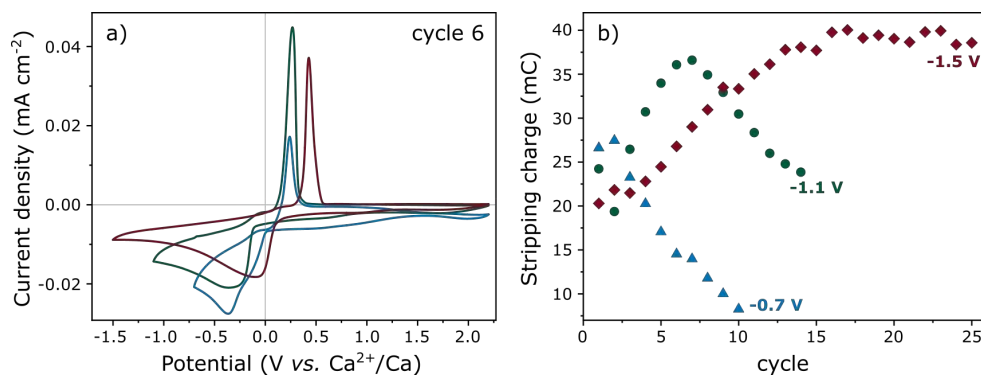 a)
cycle 6
Current density (mA cm⁻²)
0.04
0.02
0.00
-0.02
-1.5 -1.0 -0.5 0.0 0.5 1.0 1.5 2.0
Potential (V vs. Ca²⁺/Ca)
b)
Stripping charge (mC)
40
35
30
25
20
15
10
-1.5 V
-1.1 V
-0.7 V
0 5 10 15 20 25
cycle